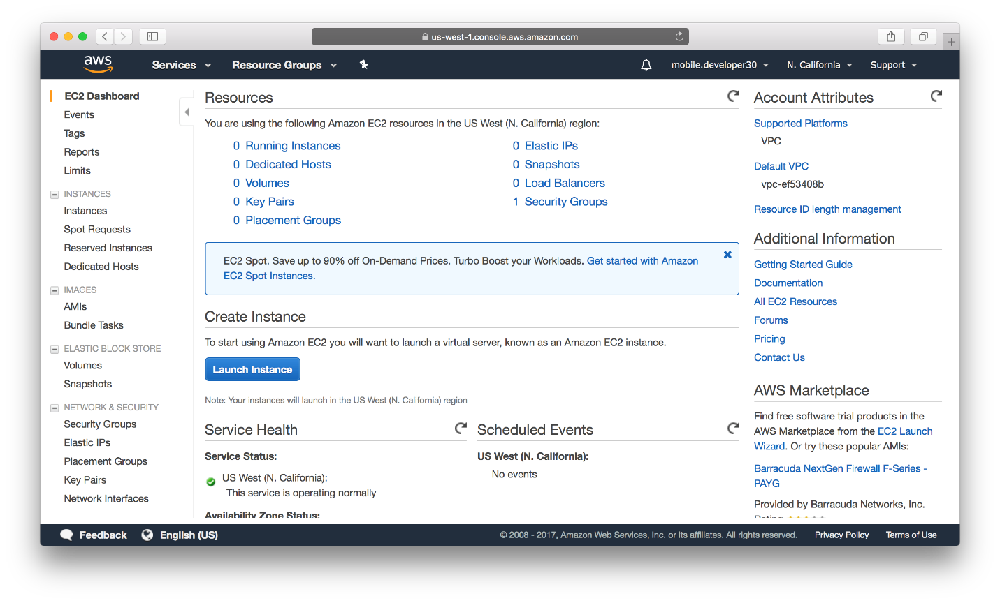 us-west-1.console.aws.amazon.com
aws
Services
Resource Groups
mobile.developer30
N. California
Support
EC2 Dashboard
Events
Tags
Reports
Limits
INSTANCES
Instances
Spot Requests
Reserved Instances
Dedicated Hosts
IMAGES
AMIs
Bundle Tasks
ELASTIC BLOCK STORE
Volumes
Snapshots
NETWORK & SECURITY
Security Groups
Elastic IPs
Placement Groups
Key Pairs
Network Interfaces
Resources
You are using the following Amazon EC2 resources in the US West (N. California) region:
0 Running Instances
0 Dedicated Hosts
0 Volumes
0 Key Pairs
0 Placement Groups
0 Elastic IPs
0 Snapshots
0 Load Balancers
1 Security Groups
EC2 Spot. Save up to 90% off On-Demand Prices. Turbo Boost your Workloads. Get started with Amazon
EC2 Spot Instances.
Create Instance
To start using Amazon EC2 you will want to launch a virtual server, known as an Amazon EC2 instance.
Launch Instance
Note: Your instances will launch in the US West (N. California) region
Service Health
Service Status:
US West (N. California):
This service is operating normally
Availability Zone Status:
Scheduled Events
US West (N. California):
No events
Account Attributes
Supported Platforms
VPC
Default VPC
vpc-ef53408b
Resource ID length management
Additional Information
Getting Started Guide
Documentation
All EC2 Resources
Forums
Pricing
Contact Us
AWS Marketplace
Find free software trial products in the
AWS Marketplace from the EC2 Launch
Wizard. Or try these popular AMIs:
Barracuda NextGen Firewall F-Series -
PAYG
Provided by Barracuda Networks, Inc.
Rating
Feedback
English (US)
© 2008 - 2017, Amazon Web Services, Inc. or its affiliates. All rights reserved.
Privacy Policy
Terms of Use